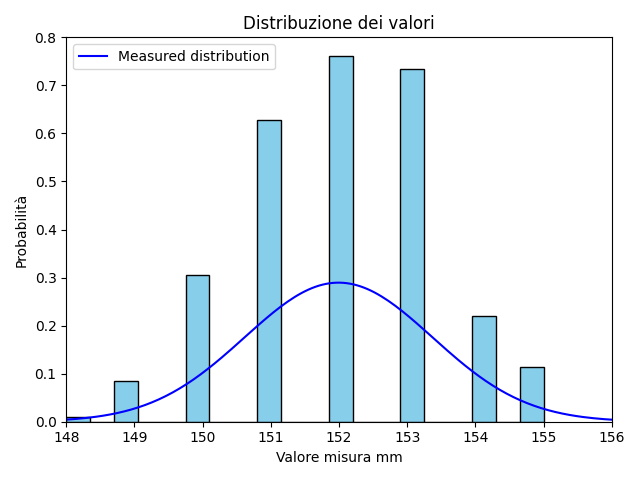 Distribuzione dei valori
Measured distribution
Probabilità
0.8
0.7
0.6
0.5
0.4
0.3
0.2
0.1
0.0
148 149 150 151 152 153 154 155 156
Valore misura mm